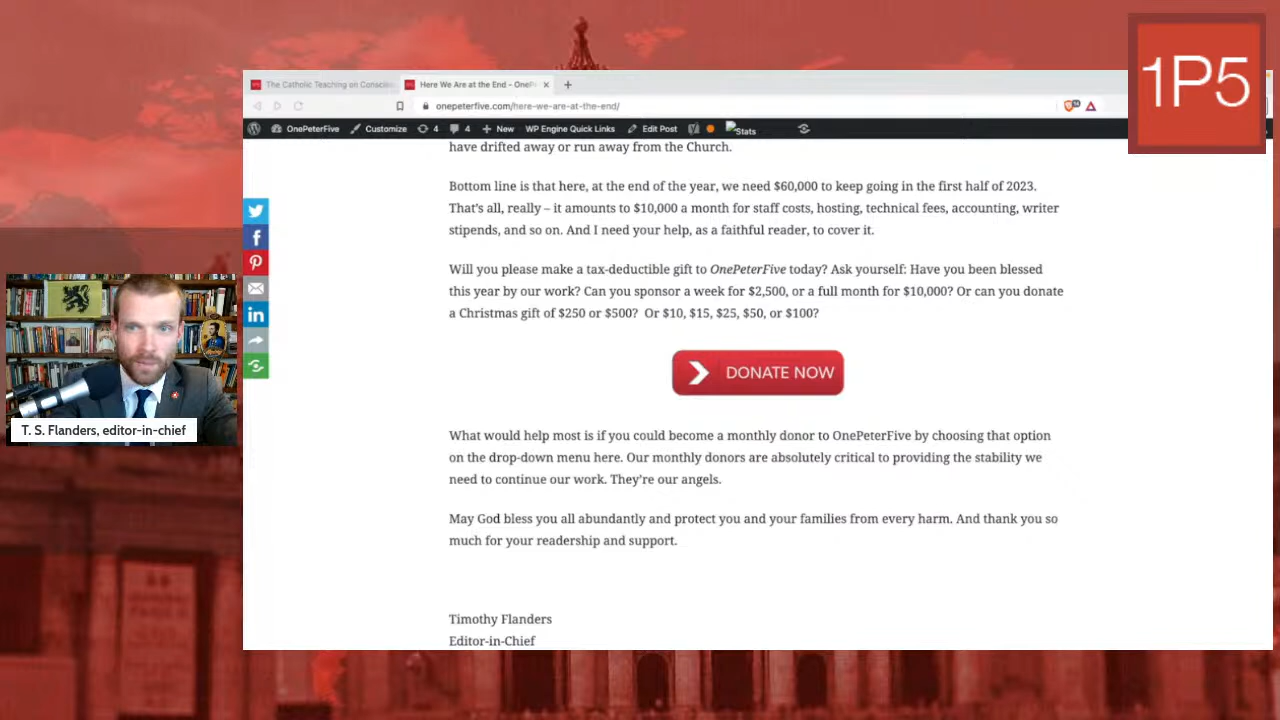 1P5
The Catholic Teaching on Conscien
Here We Are at the End - OneP
onepeterfive.com/here-we-are-at-the-end/
OnePeterFive Customize 4 4 New WP Engine Quick Links Edit Post Stats
have drifted away or run away from the Church.
Bottom line is that here, at the end of the year, we need $60,000 to keep going in the first half of 2023.
That's all, really – it amounts to $10,000 a month for staff costs, hosting, technical fees, accounting, writer
stipends, and so on. And I need your help, as a faithful reader, to cover it.
Will you please make a tax-deductible gift to OnePeterFive today? Ask yourself: Have you been blessed
this year by our work? Can you sponsor a week for $2,500, or a full month for $10,000? Or can you donate
a Christmas gift of $250 or $500? Or $10, $15, $25, $50, or $100?
DONATE NOW
T. S. Flanders, editor-in-chief
What would help most is if you could become a monthly donor to OnePeterFive by choosing that option
on the drop-down menu here. Our monthly donors are absolutely critical to providing the stability we
need to continue our work. They're our angels.
May God bless you all abundantly and protect you and your families from every harm. And thank you so
much for your readership and support.
Timothy Flanders
Editor-in-Chief